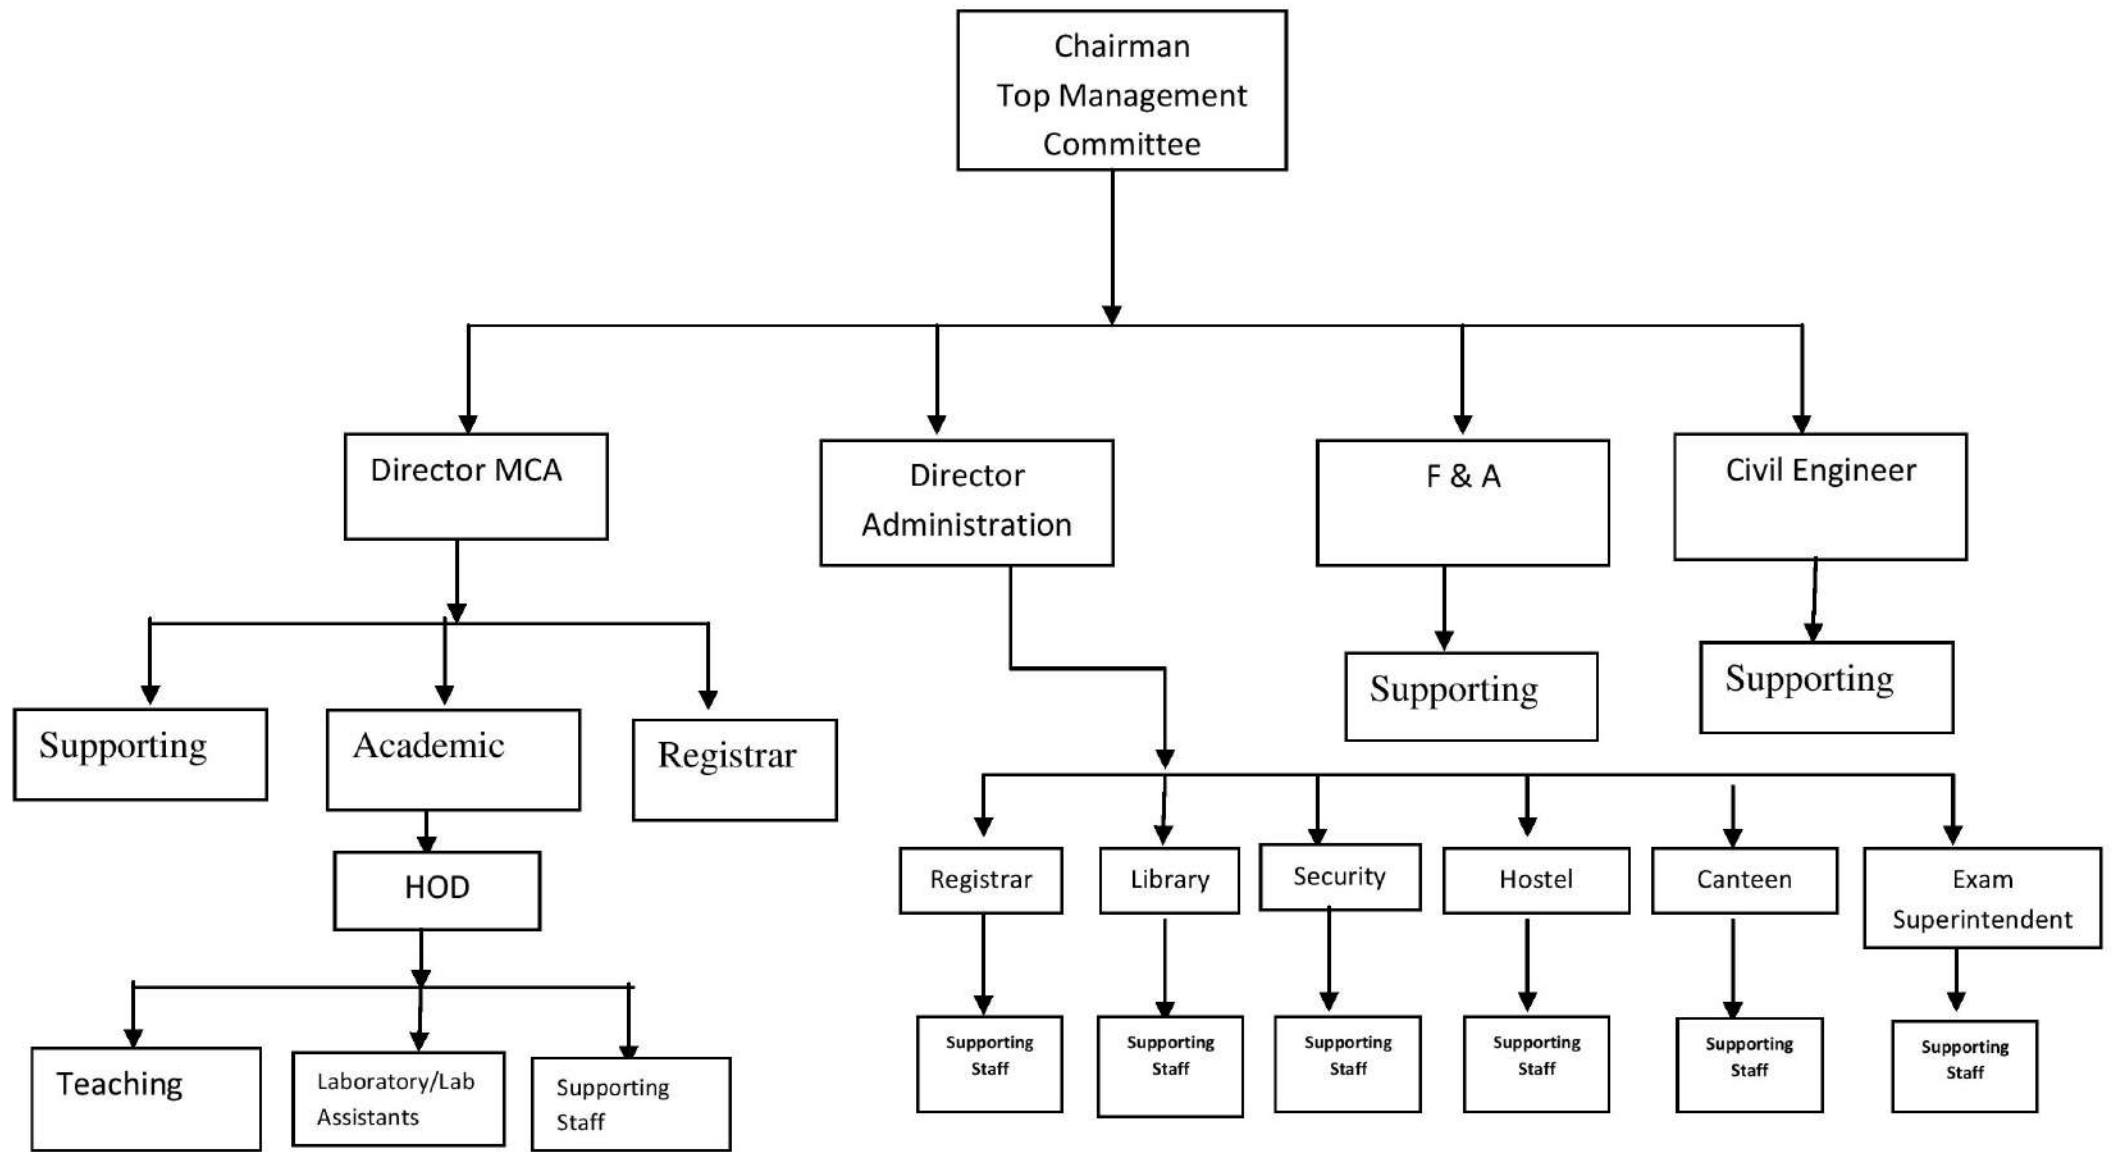 Chairman
Top Management
Committee
Director MCA
Director
Administration
F & A
Civil Engineer
Supporting
Supporting
Supporting
Academic
Registrar
HOD
Registrar
Library
Security
Hostel
Canteen
Exam
Superintendent
Teaching
Laboratory/Lab
Assistants
Supporting
Staff
Supporting
Staff
Supporting
Staff
Supporting
Staff
Supporting
Staff
Supporting
Staff
Supporting
Staff